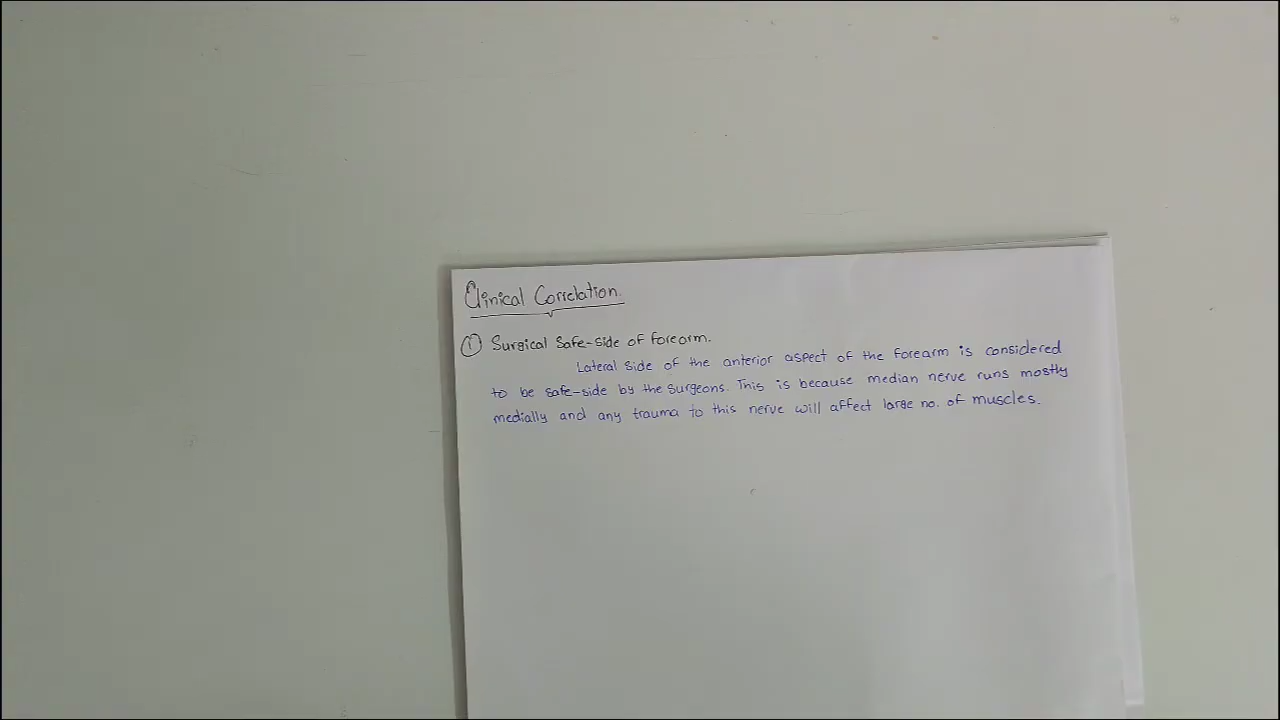 Clinical Correlation.
① Surgical Safe-side of forearm.
Lateral side of the anterior aspect of the forearm is considered
to be safe-side by the surgeons. This is because median nerve runs mostly
medially and any trauma to this nerve will affect large no. of muscles.